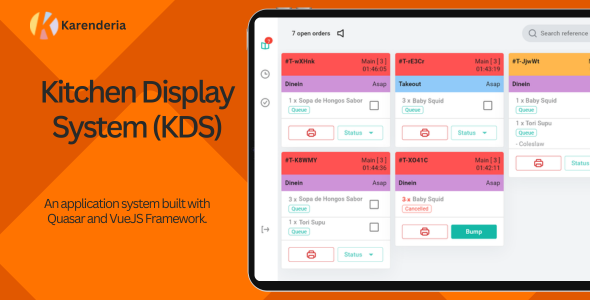 Karenderia
Kitchen Display
System (KDS)
An application system built with
Quasar and VueJS Framework.
7 open orders
Search reference
#T-wXHnk
Main [ 3 ]
01:46:05
Dinein
Asap
1 x Sopa de Hongos Sabor
Queue
Status
#T-rE3Cr
Main [ 3 ]
01:43:19
Takeout
Asap
3 x Baby Squid
Queue
Status
#T-JjwWt
Dinein
1 x Baby Squid
Queue
1 x Tori Supu
Queue
- Coleslaw
Status
#T-K8WMY
Main [ 3 ]
01:44:36
Dinein
Asap
3 x Sopa de Hongos Sabor
Queue
1 x Tori Supu
Queue
Status
#T-XO41C
Main [ 3 ]
01:42:11
Dinein
Asap
3 x Baby Squid
Cancelled
Bump